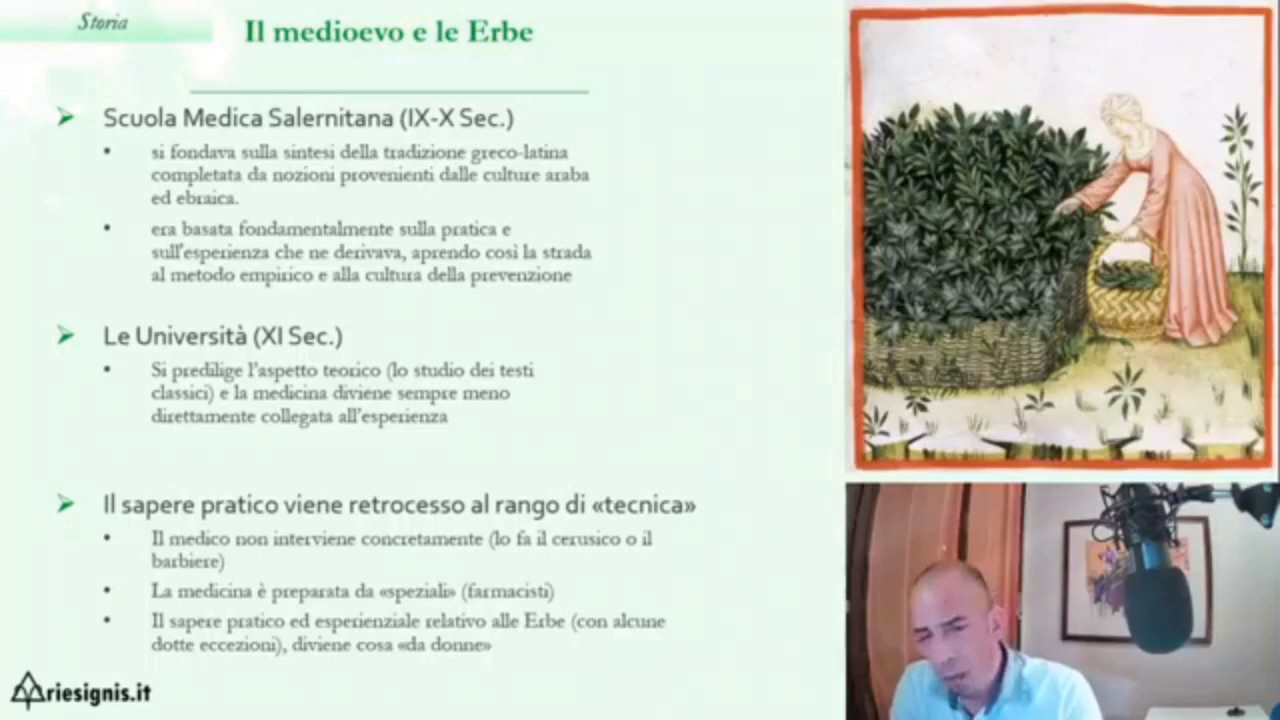 Storia
Il medioevo e le Erbe
Scuola Medica Salernitana (IX-X Sec.)
si fondava sulla sintesi della tradizione greco-latina
completata da nozioni provenienti dalle culture araba
ed ebraica.
era basata fondamentalmente sulla pratica e
sull'esperienza che ne derivava, aprendo così la strada
al metodo empirico e alla cultura della prevenzione
Le Università (XI Sec.)
Si predilige l'aspetto teorico (lo studio dei testi
classici) e la medicina diviene sempre meno
direttamente collegata all'esperienza
Il sapere pratico viene retrocesso al rango di «tecnica»
Il medico non interviene concretamente (lo fa il cerusico o il
barbiere)
La medicina è preparata da «speziali» (farmacisti)
Il sapere pratico ed esperienziale relativo alle Erbe (con alcune
dotte eccezioni), diviene cosa «da donne»
Ariesignis.it